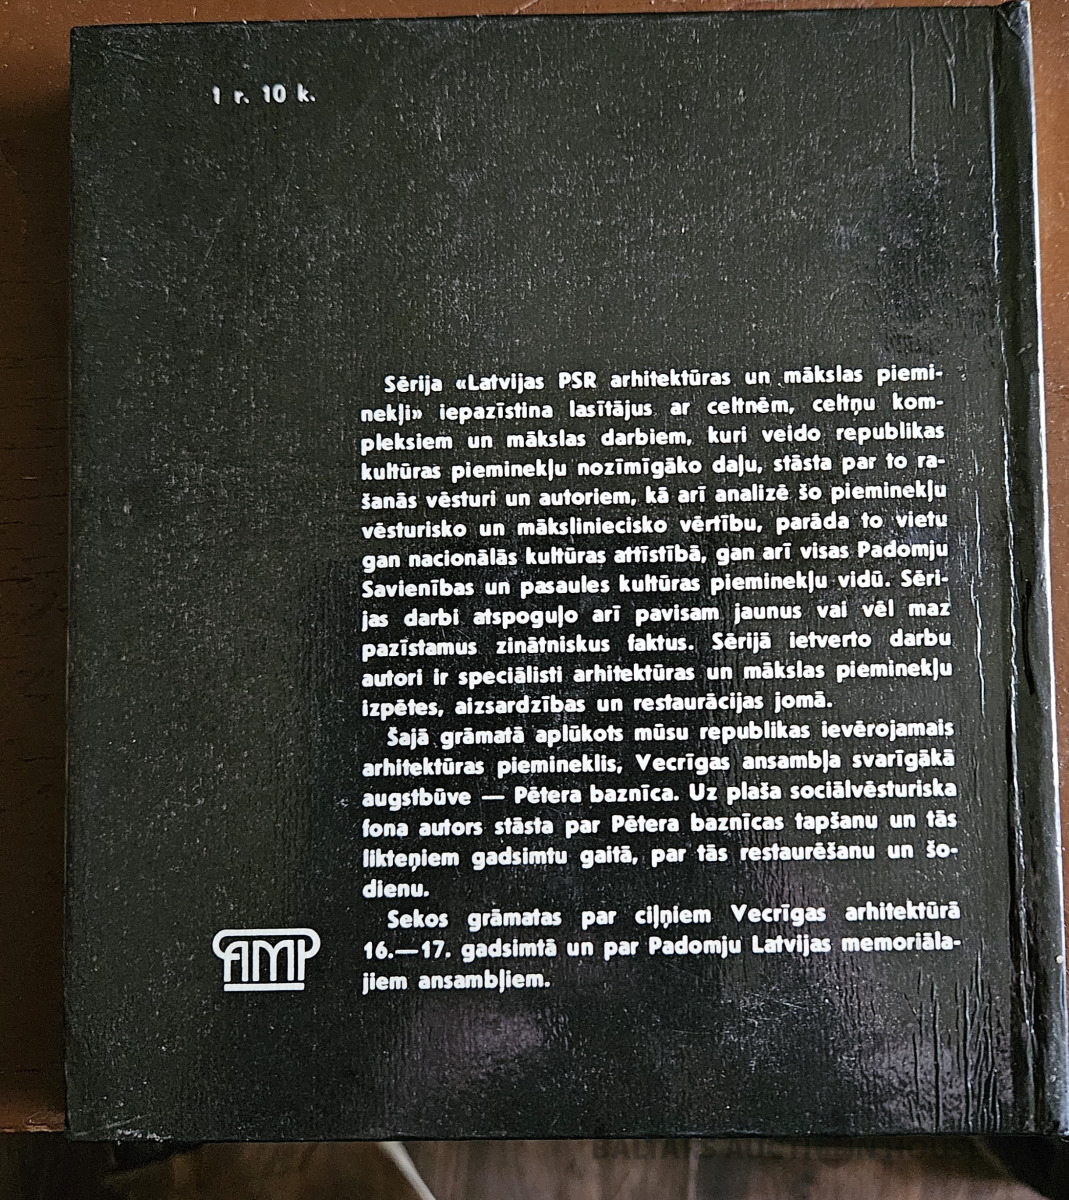 1 r. 10 k.
Sērija «Latvijas PSR arhitektūras un mākslas piemi-
nekļi» iepazīstina lasītājus ar celtnēm, celtņu kom-
pleksiem un mākslas darbiem, kuri veido republikas
kultūras pieminekļu nozīmīgāko daļu, stāsta par to ra-
šanās vēsturi un autoriem, kā arī analizē šo pieminekļu
vēsturisko un māksliniecisko vērtību, parāda to vietu
gan nacionālās kultūras attīstībā, gan arī visas Padomju
Savienības un pasaules kultūras pieminekļu vidū. Sēri-
jas darbi atspoguļo arī pavisam jaunus vai vēl maz
pazīstamus zinātniskus faktus. Sērijā ietverto darbu
autori ir speciālisti arhitektūras un mākslas pieminekļu
izpētes, aizsardzības un restaurācijas jomā.
Šajā grāmatā aplūkots mūsu republikas ievērojamais
arhitektūras piemineklis, Vecrīgas ansambļa svarīgākā
augstbūve — Pētera baznīca. Uz plaša sociālvēsturiska
fona autors stāsta par Pētera baznīcas tapšanu un tās
likteņiem gadsimtu gaitā, par tās restaurēšanu un šo-
dienu.
Sekos grāmatas par ciļņiem Vecrīgas arhitektūrā
16.—17. gadsimtā un par Padomju Latvijas memoriāla-
jiem ansambļiem.
AMP